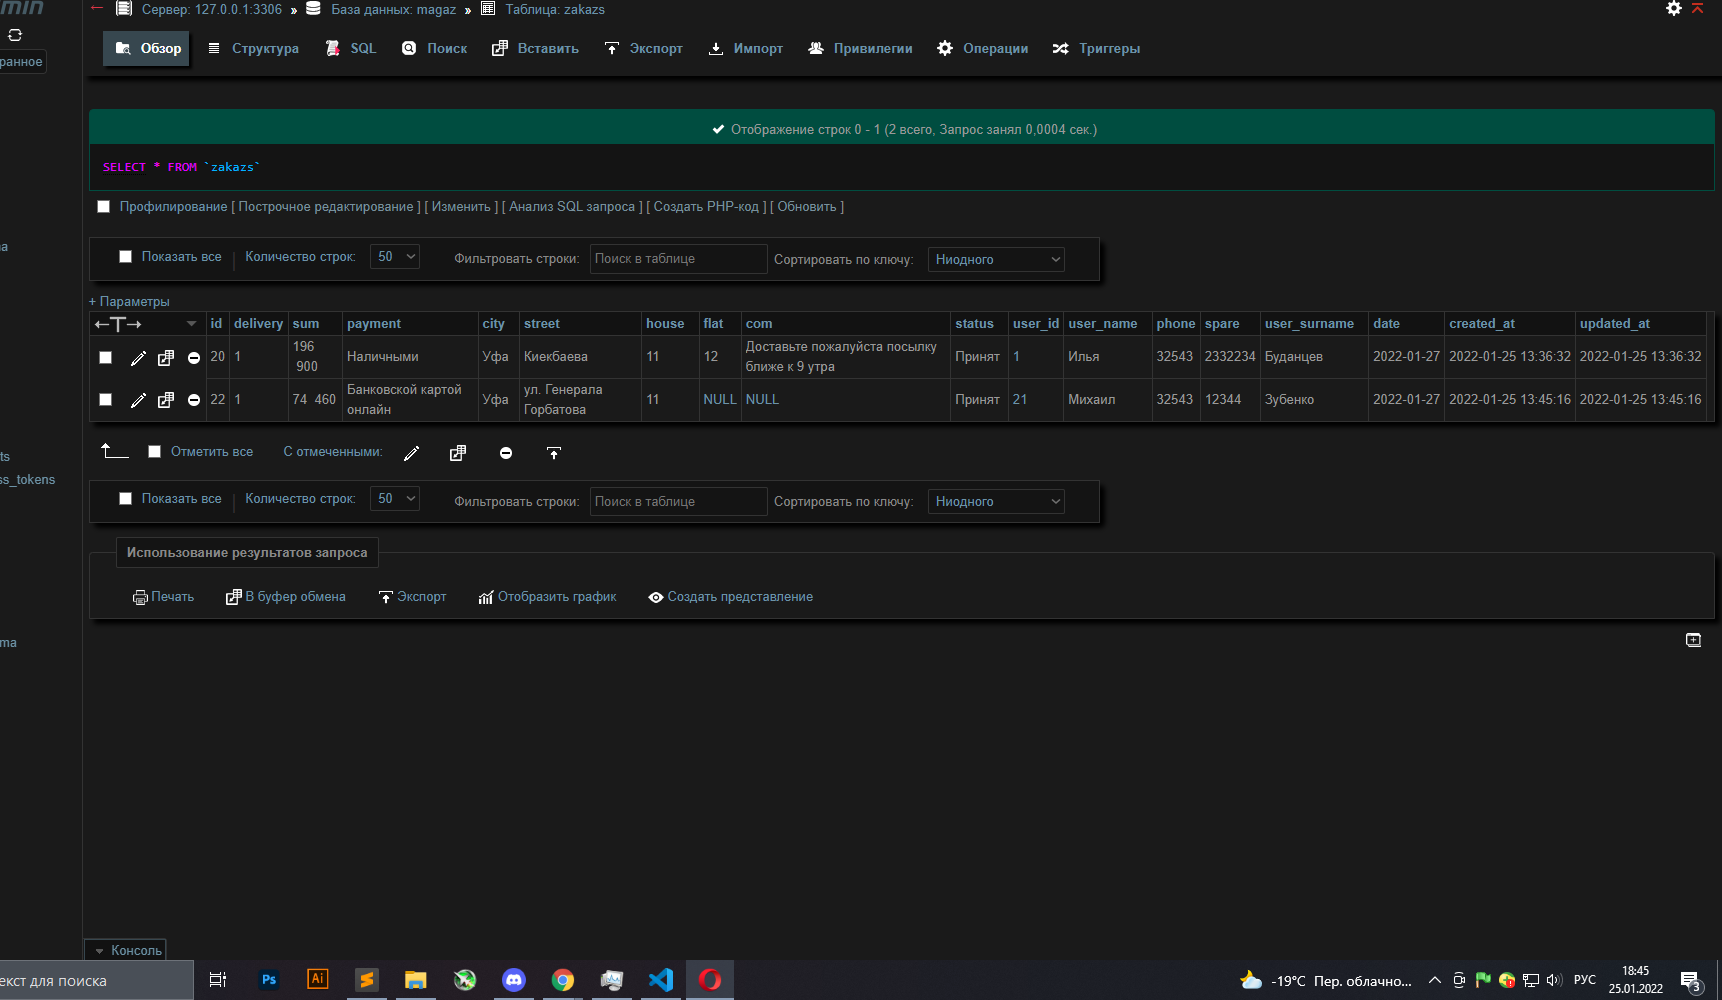 min
Сервер: 127.0.0.1:3306 » База данных: magaz » Таблица: zakazs
Обзор Структура SQL Поиск Вставить Экспорт Импорт Привилегии Операции Триггеры
ранное
Отображение строк 0 - 1 (2 всего, Запрос занял 0,0004 сек.)
SELECT * FROM `zakazs`
Профилирование [ Построчное редактирование ] [ Изменить ] [ Анализ SQL запроса ] [ Создать PHP-код ] [ Обновить ]
а
Показать все Количество строк: 50 Фильтровать строки: Поиск в таблице Сортировать по ключу: Ниодного
+ Параметры
←T→ id delivery sum payment city street house flat com status user_id user_name phone spare user_surname date created_at updated_at
20 1 196 900 Наличными Уфа Киекбаева 11 12 Доставьте пожалуйста посылку ближе к 9 утра Принят 1 Илья 32543 2332234 Буданцев 2022-01-27 2022-01-25 13:36:32 2022-01-25 13:36:32
22 1 74 460 Банковской картой онлайн Уфа ул. Генерала Горбатова 11 NULL NULL Принят 21 Михаил 32543 12344 Зубенко 2022-01-27 2022-01-25 13:45:16 2022-01-25 13:45:16
ts
Отметить все С отмеченными:
ss_tokens
Показать все Количество строк: 50 Фильтровать строки: Поиск в таблице Сортировать по ключу: Ниодного
Использование результатов запроса
Печать В буфер обмена Экспорт Отобразить график Создать представление
ma
Консоль
екст для поиска
Ps Ai
-19°C Пер. облачно... РУС 18:45
25.01.2022 3